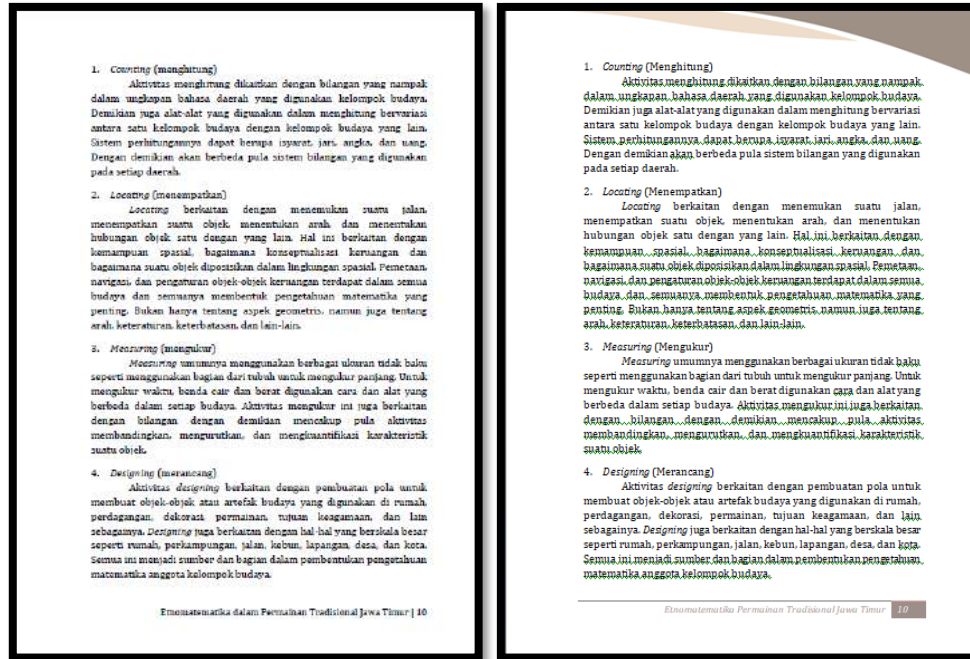 1. Counting (menghitung)
Aktivitas menghitung dikaitkan dengan bilangan yang nampak
dalam ungkapan bahasa daerah yang digunakan kelompok budaya.
Demikian juga alat-alat yang digunakan dalam menghitung bervariasi
antara satu kelompok budaya dengan kelompok budaya yang lain.
Sistem perhitungannya dapat berupa isyarat, jari, angka, dan uang.
Dengan demikian akan berbeda pula sistem bilangan yang digunakan
pada setiap daerah.
2. Locating (menempatkan)
Locating berkaitan dengan menemukan suatu jalan,
menempatkan suatu objek, menentukan arah, dan menentukan
hubungan objek satu dengan yang lain. Hal ini berkaitan dengan
kemampuan spasial, bagaimana konseptualisasi keruangan dan
bagaimana suatu objek diposisikan dalam lingkungan spasial. Pemetaan,
navigasi, dan pengaturan objek-objek keruangan terdapat dalam semua
budaya dan semuanya membentuk pengetahuan matematika yang
penting. Bukan hanya tentang aspek geometris, namun juga tentang
arah, keteraturan, keterbatasan, dan lain-lain.
3. Measuring (mengukur)
Measuring umumnya menggunakan berbagai ukuran tidak baku
seperti menggunakan bagian dari tubuh untuk mengukur panjang. Untuk
mengukur waktu, benda cair dan berat digunakan cara dan alat yang
berbeda dalam setiap budaya. Aktivitas mengukur ini juga berkaitan
dengan bilangan dengan demikian mencakup pula aktivitas
membandingkan, mengurutkan, dan mengkuantifikasi karakteristik
suatu objek.
4. Designing (merancang)
Aktivitas designing berkaitan dengan pembuatan pola untuk
membuat objek-objek atau artefak budaya yang digunakan di rumah,
perdagangan, dekorasi, permainan, tujuan keagamaan, dan lain
sebagainya. Designing juga berkaitan dengan hal-hal yang berskala besar
seperti rumah, perkampungan, jalan, kebun, lapangan, desa, dan kota.
Semua ini menjadi sumber dan bagian dalam pembentukan pengetahuan
matematika anggota kelompok budaya.
Etnomatematika dalam Permainan Tradisional Jawa Timur | 10
1. Counting (Menghitung)
Aktivitas menghitung dikaitkan dengan bilangan yang nampak
dalam ungkapan bahasa daerah yang digunakan kelompok budaya.
Demikian juga alat-alat yang digunakan dalam menghitung bervariasi
antara satu kelompok budaya dengan kelompok budaya yang lain.
Sistem perhitungannya dapat berupa isyarat, jari, angka, dan uang.
Dengan demikian akan berbeda pula sistem bilangan yang digunakan
pada setiap daerah.
2. Locating (Menempatkan)
Locating berkaitan dengan menemukan suatu jalan,
menempatkan suatu objek, menentukan arah, dan menentukan
hubungan objek satu dengan yang lain. Hal ini berkaitan dengan
kemampuan spasial, bagaimana konseptualisasi keruangan dan
bagaimana suatu objek diposisikan dalam lingkungan spasial. Pemetaan,
navigasi, dan pengaturan objek-objek keruangan terdapat dalam semua
budaya dan semuanya membentuk pengetahuan matematika yang
penting. Bukan hanya tentang aspek geometris, namun juga tentang
arah, keteraturan, keterbatasan, dan lain-lain.
3. Measuring (Mengukur)
Measuring umumnya menggunakan berbagai ukuran tidak baku
seperti menggunakan bagian dari tubuh untuk mengukur panjang. Untuk
mengukur waktu, benda cair dan berat digunakan cara dan alat yang
berbeda dalam setiap budaya. Aktivitas mengukur ini juga berkaitan
dengan bilangan dengan demikian mencakup pula aktivitas
membandingkan, mengurutkan, dan mengkuantifikasi karakteristik
suatu objek.
4. Designing (Merancang)
Aktivitas designing berkaitan dengan pembuatan pola untuk
membuat objek-objek atau artefak budaya yang digunakan di rumah,
perdagangan, dekorasi, permainan, tujuan keagamaan, dan lain
sebagainya. Designing juga berkaitan dengan hal-hal yang berskala besar
seperti rumah, perkampungan, jalan, kebun, lapangan, desa, dan kota.
Semua ini menjadi sumber dan bagian dalam pembentukan pengetahuan
matematika anggota kelompok budaya.
Etnomatematika Permainan Tradisional Jawa Timur 10